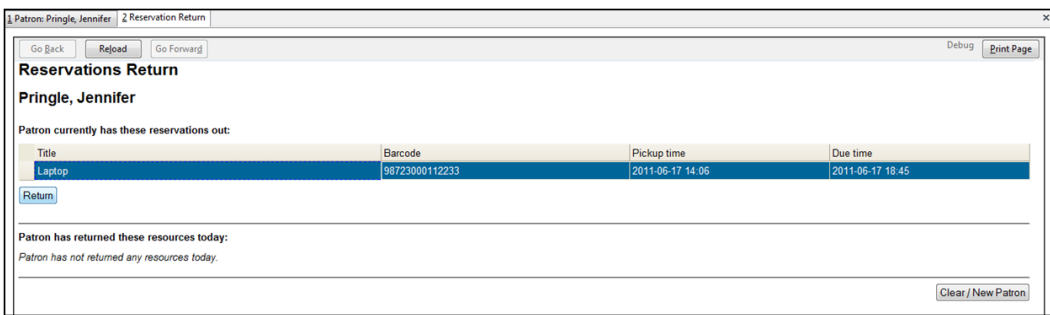 1 Patron: Pringle, Jennifer 2 Reservation Return x
Go Back Reload Go Forward Debug Print Page
Reservations Return
Pringle, Jennifer
Patron currently has these reservations out:
Title Barcode Pickup time Due time
Laptop 98723000112233 2011-06-17 14:06 2011-06-17 18:45
Return
Patron has returned these resources today:
Patron has not returned any resources today.
Clear / New Patron